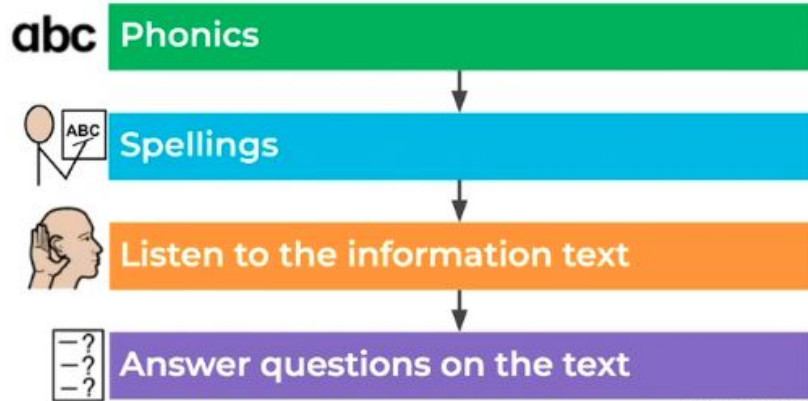 abc Phonics
ABC
Spellings
Listen to the information text
–?
–?
–?
Answer questions on the text